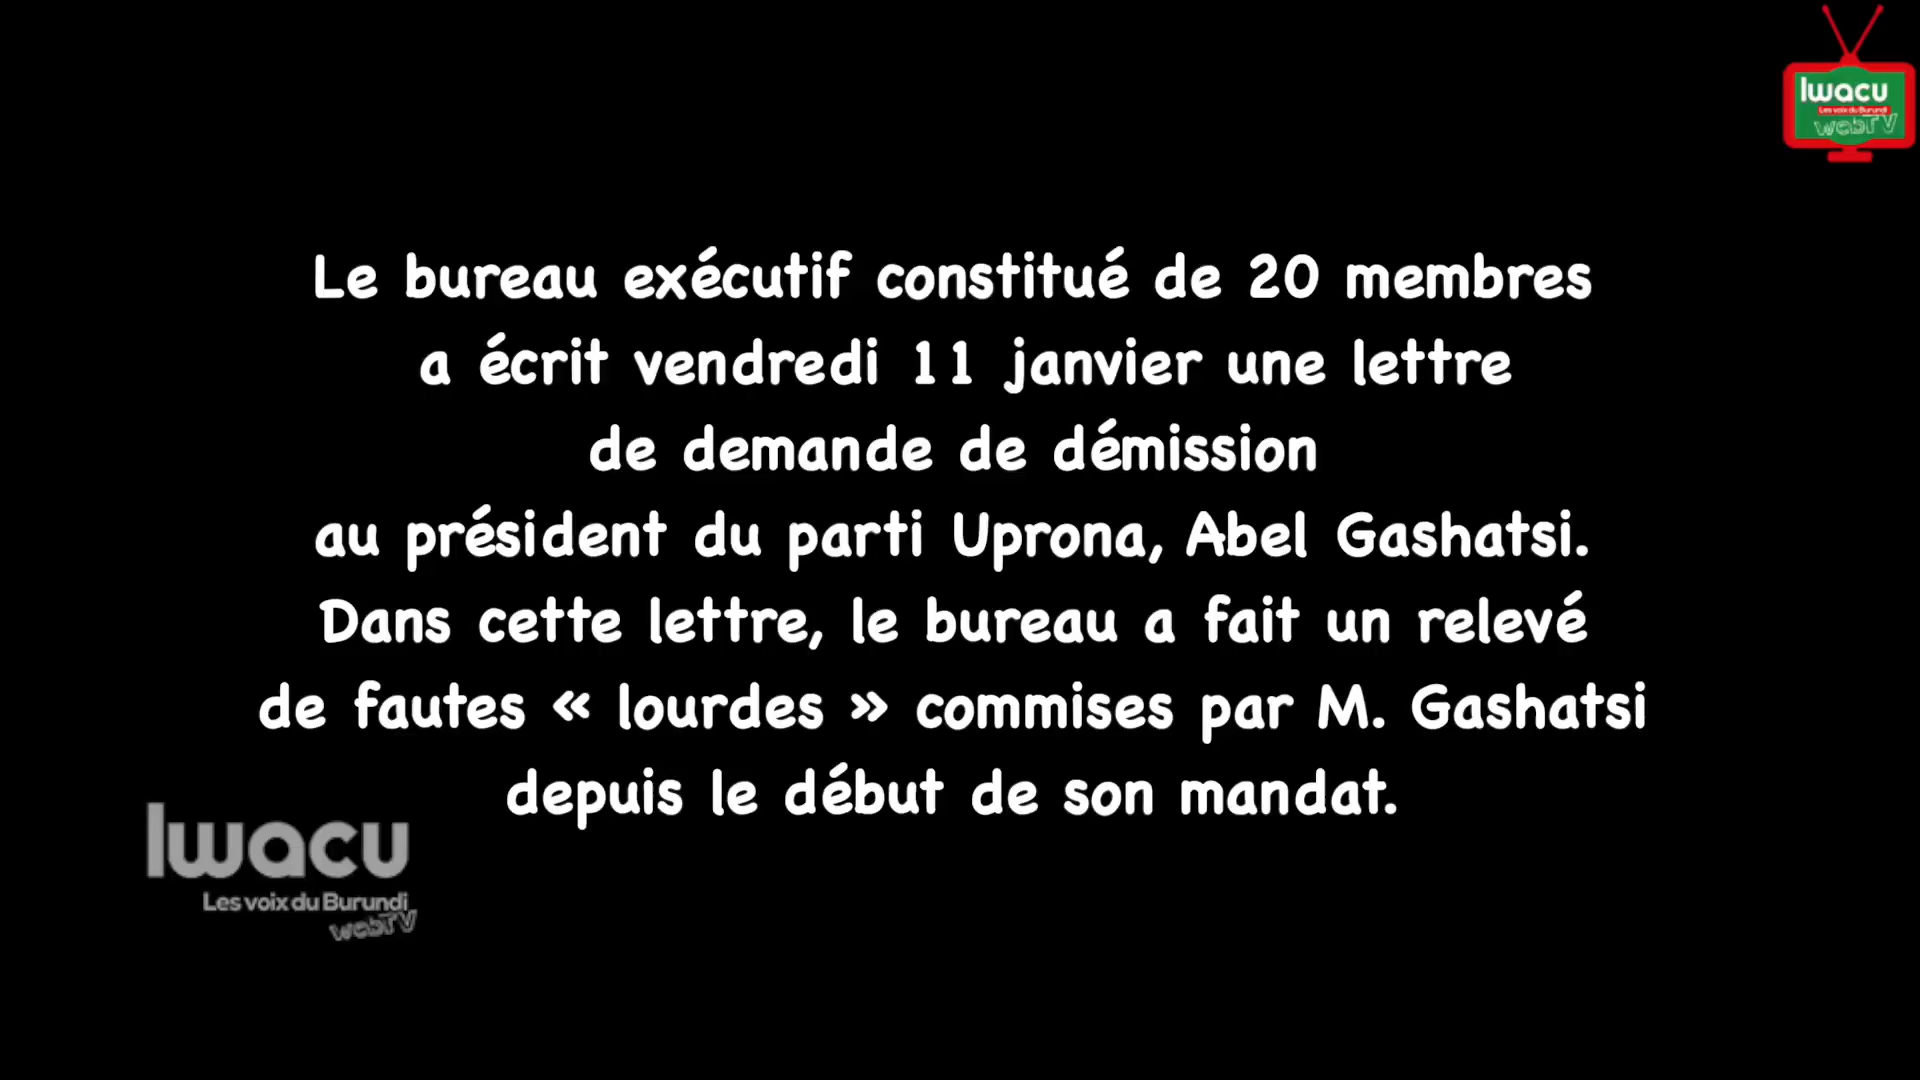 Iwacu
Les voix du Burundi
webTV
Le bureau exécutif constitué de 20 membres
a écrit vendredi 11 janvier une lettre
de demande de démission
au président du parti Uprona, Abel Gashatsi.
Dans cette lettre, le bureau a fait un relevé
de fautes « lourdes » commises par M. Gashatsi
depuis le début de son mandat.
Iwacu
Les voix du Burundi
webTV